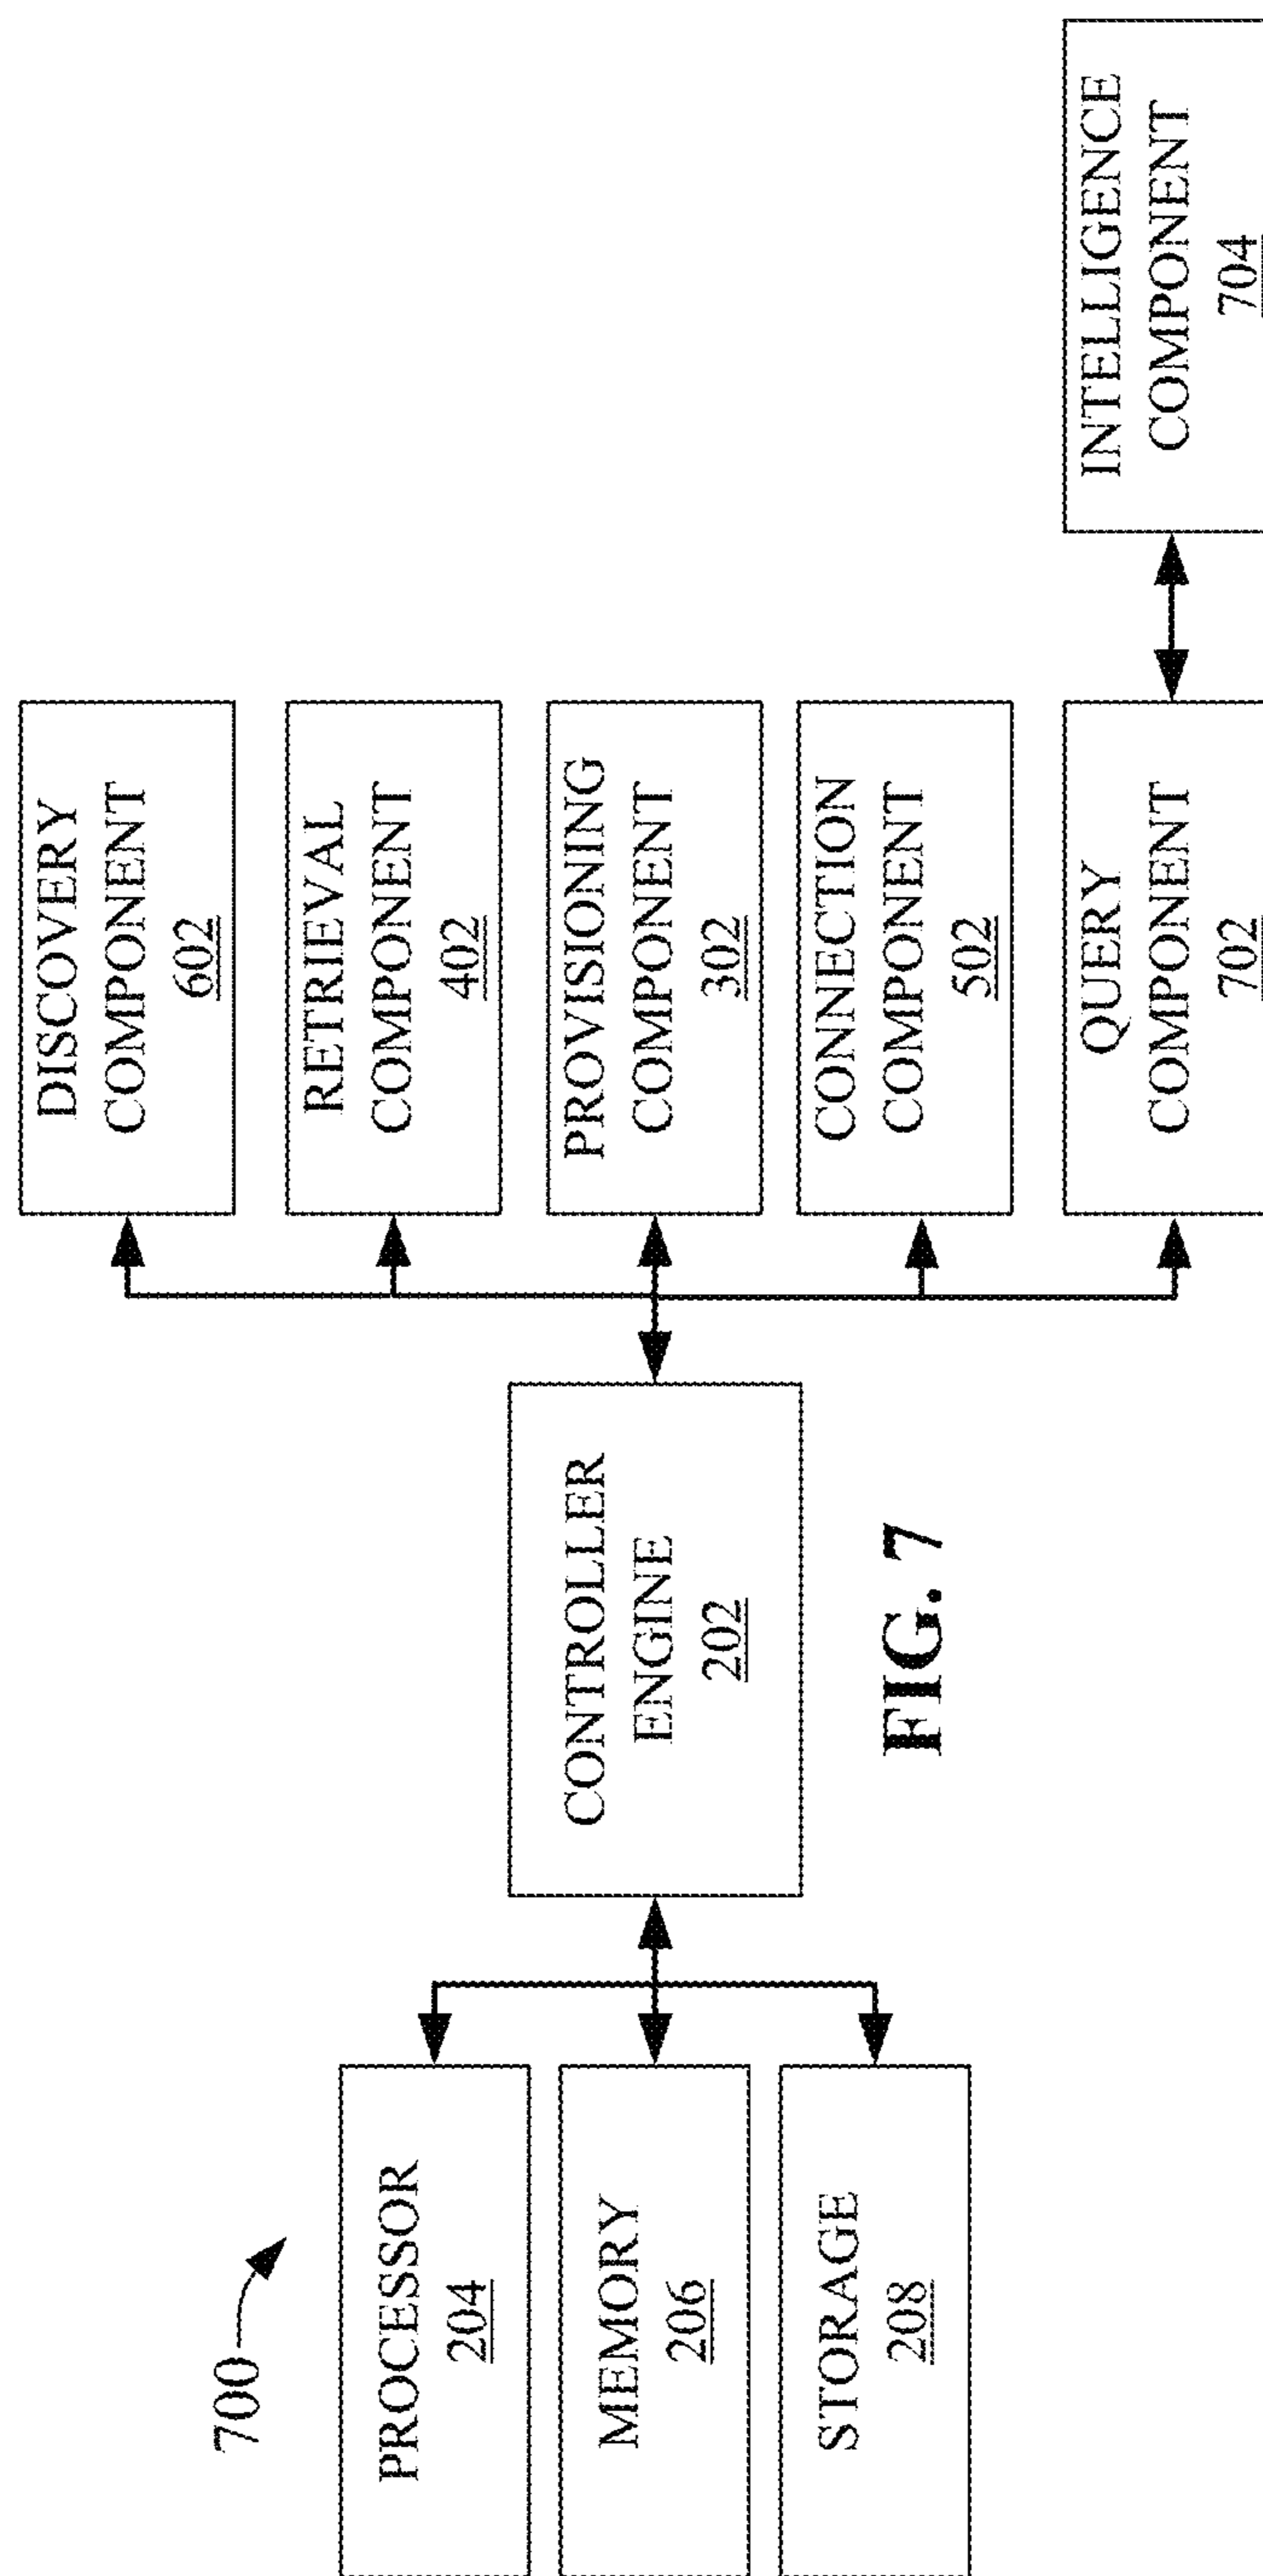 700
PROCESSOR
204
MEMORY
206
STORAGE
208
CONTROLLER
ENGINE
202
DISCOVERY
COMPONENT
602
RETRIEVAL
COMPONENT
402
PROVISIONING
COMPONENT
302
CONNECTION
COMPONENT
502
QUERY
COMPONENT
702
INTELLIGENCE
COMPONENT
704
FIG. 7